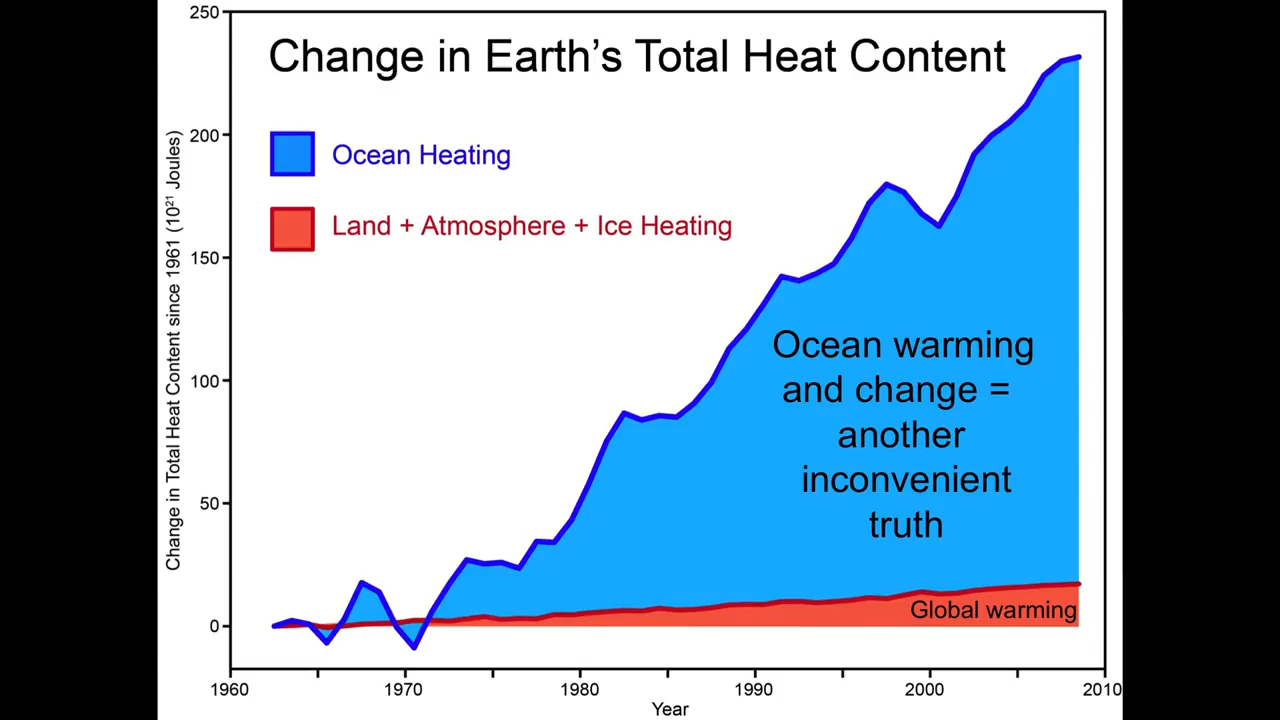 Change in Earth’s Total Heat Content
Ocean Heating
Land + Atmosphere + Ice Heating
Change in Total Heat Content since 1961 (10²¹ Joules)
250
200
150
100
50
0
Ocean warming
and change =
another
inconvenient
truth
Global warming
1960
1970
1980
1990
2000
2010
Year